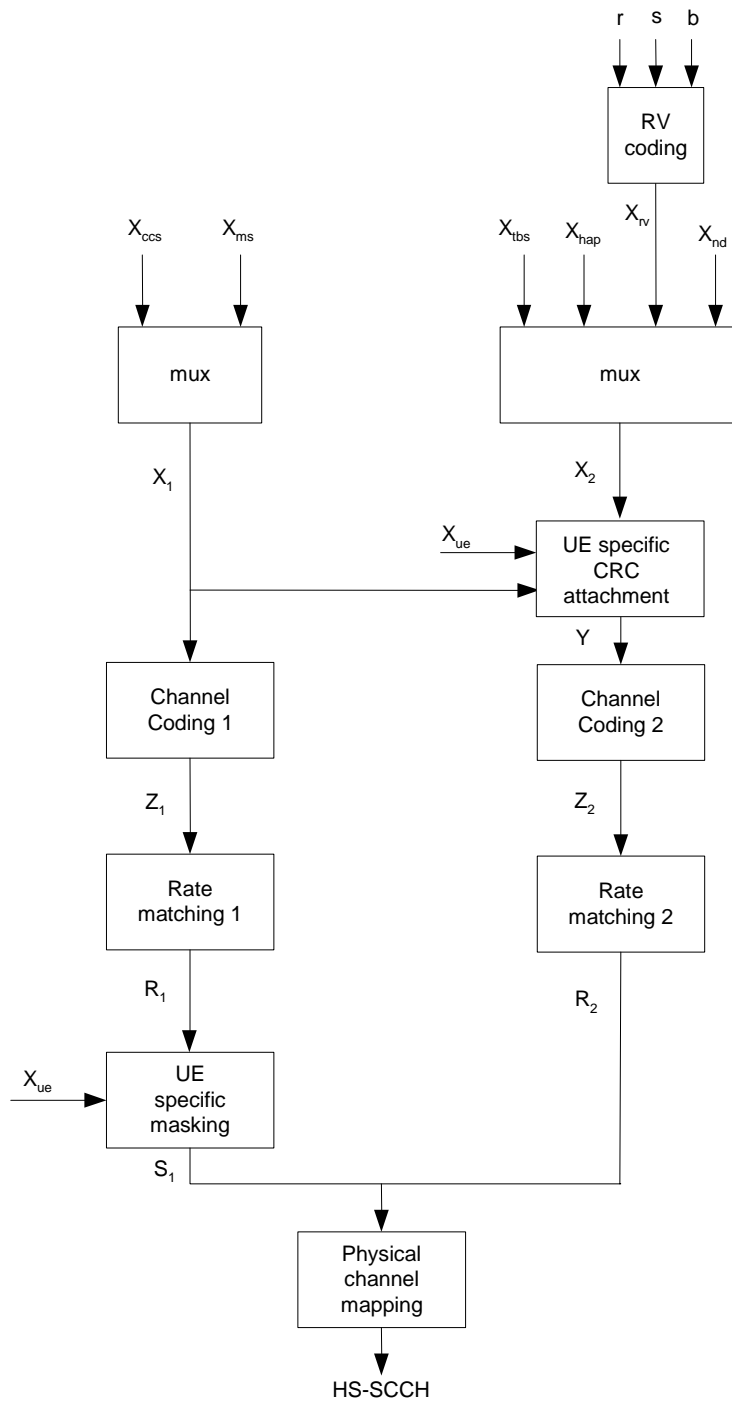 r s b
RV
coding
X_rv
X_ccs X_ms
X_tbs X_hap X_nd
mux
mux
X_1
X_2
X_ue
UE specific
CRC
attachment
Y
Channel
Coding 1
Channel
Coding 2
Z_1
Z_2
Rate
matching 1
Rate
matching 2
R_1
R_2
X_ue
UE
specific
masking
S_1
Physical
channel
mapping
HS-SCCH